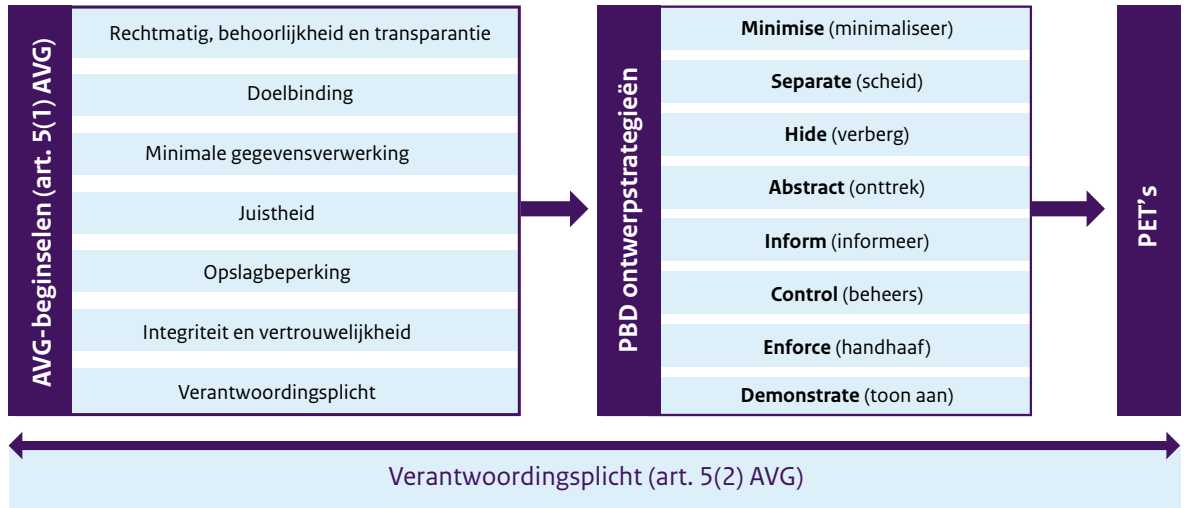 AVG-beginselen (art. 5(1) AVG)
Rechtmatig, behoorlijkheid en transparantie
Doelbinding
Minimale gegevensverwerking
Juistheid
Opslagbeperking
Integriteit en vertrouwelijkheid
Verantwoordingsplicht
PBD ontwerpstrategieën
Minimise (minimaliseer)
Separate (scheid)
Hide (verberg)
Abstract (onttrek)
Inform (informeer)
Control (beheers)
Enforce (handhaaf)
Demonstrate (toon aan)
PET's
Verantwoordingsplicht (art. 5(2) AVG)